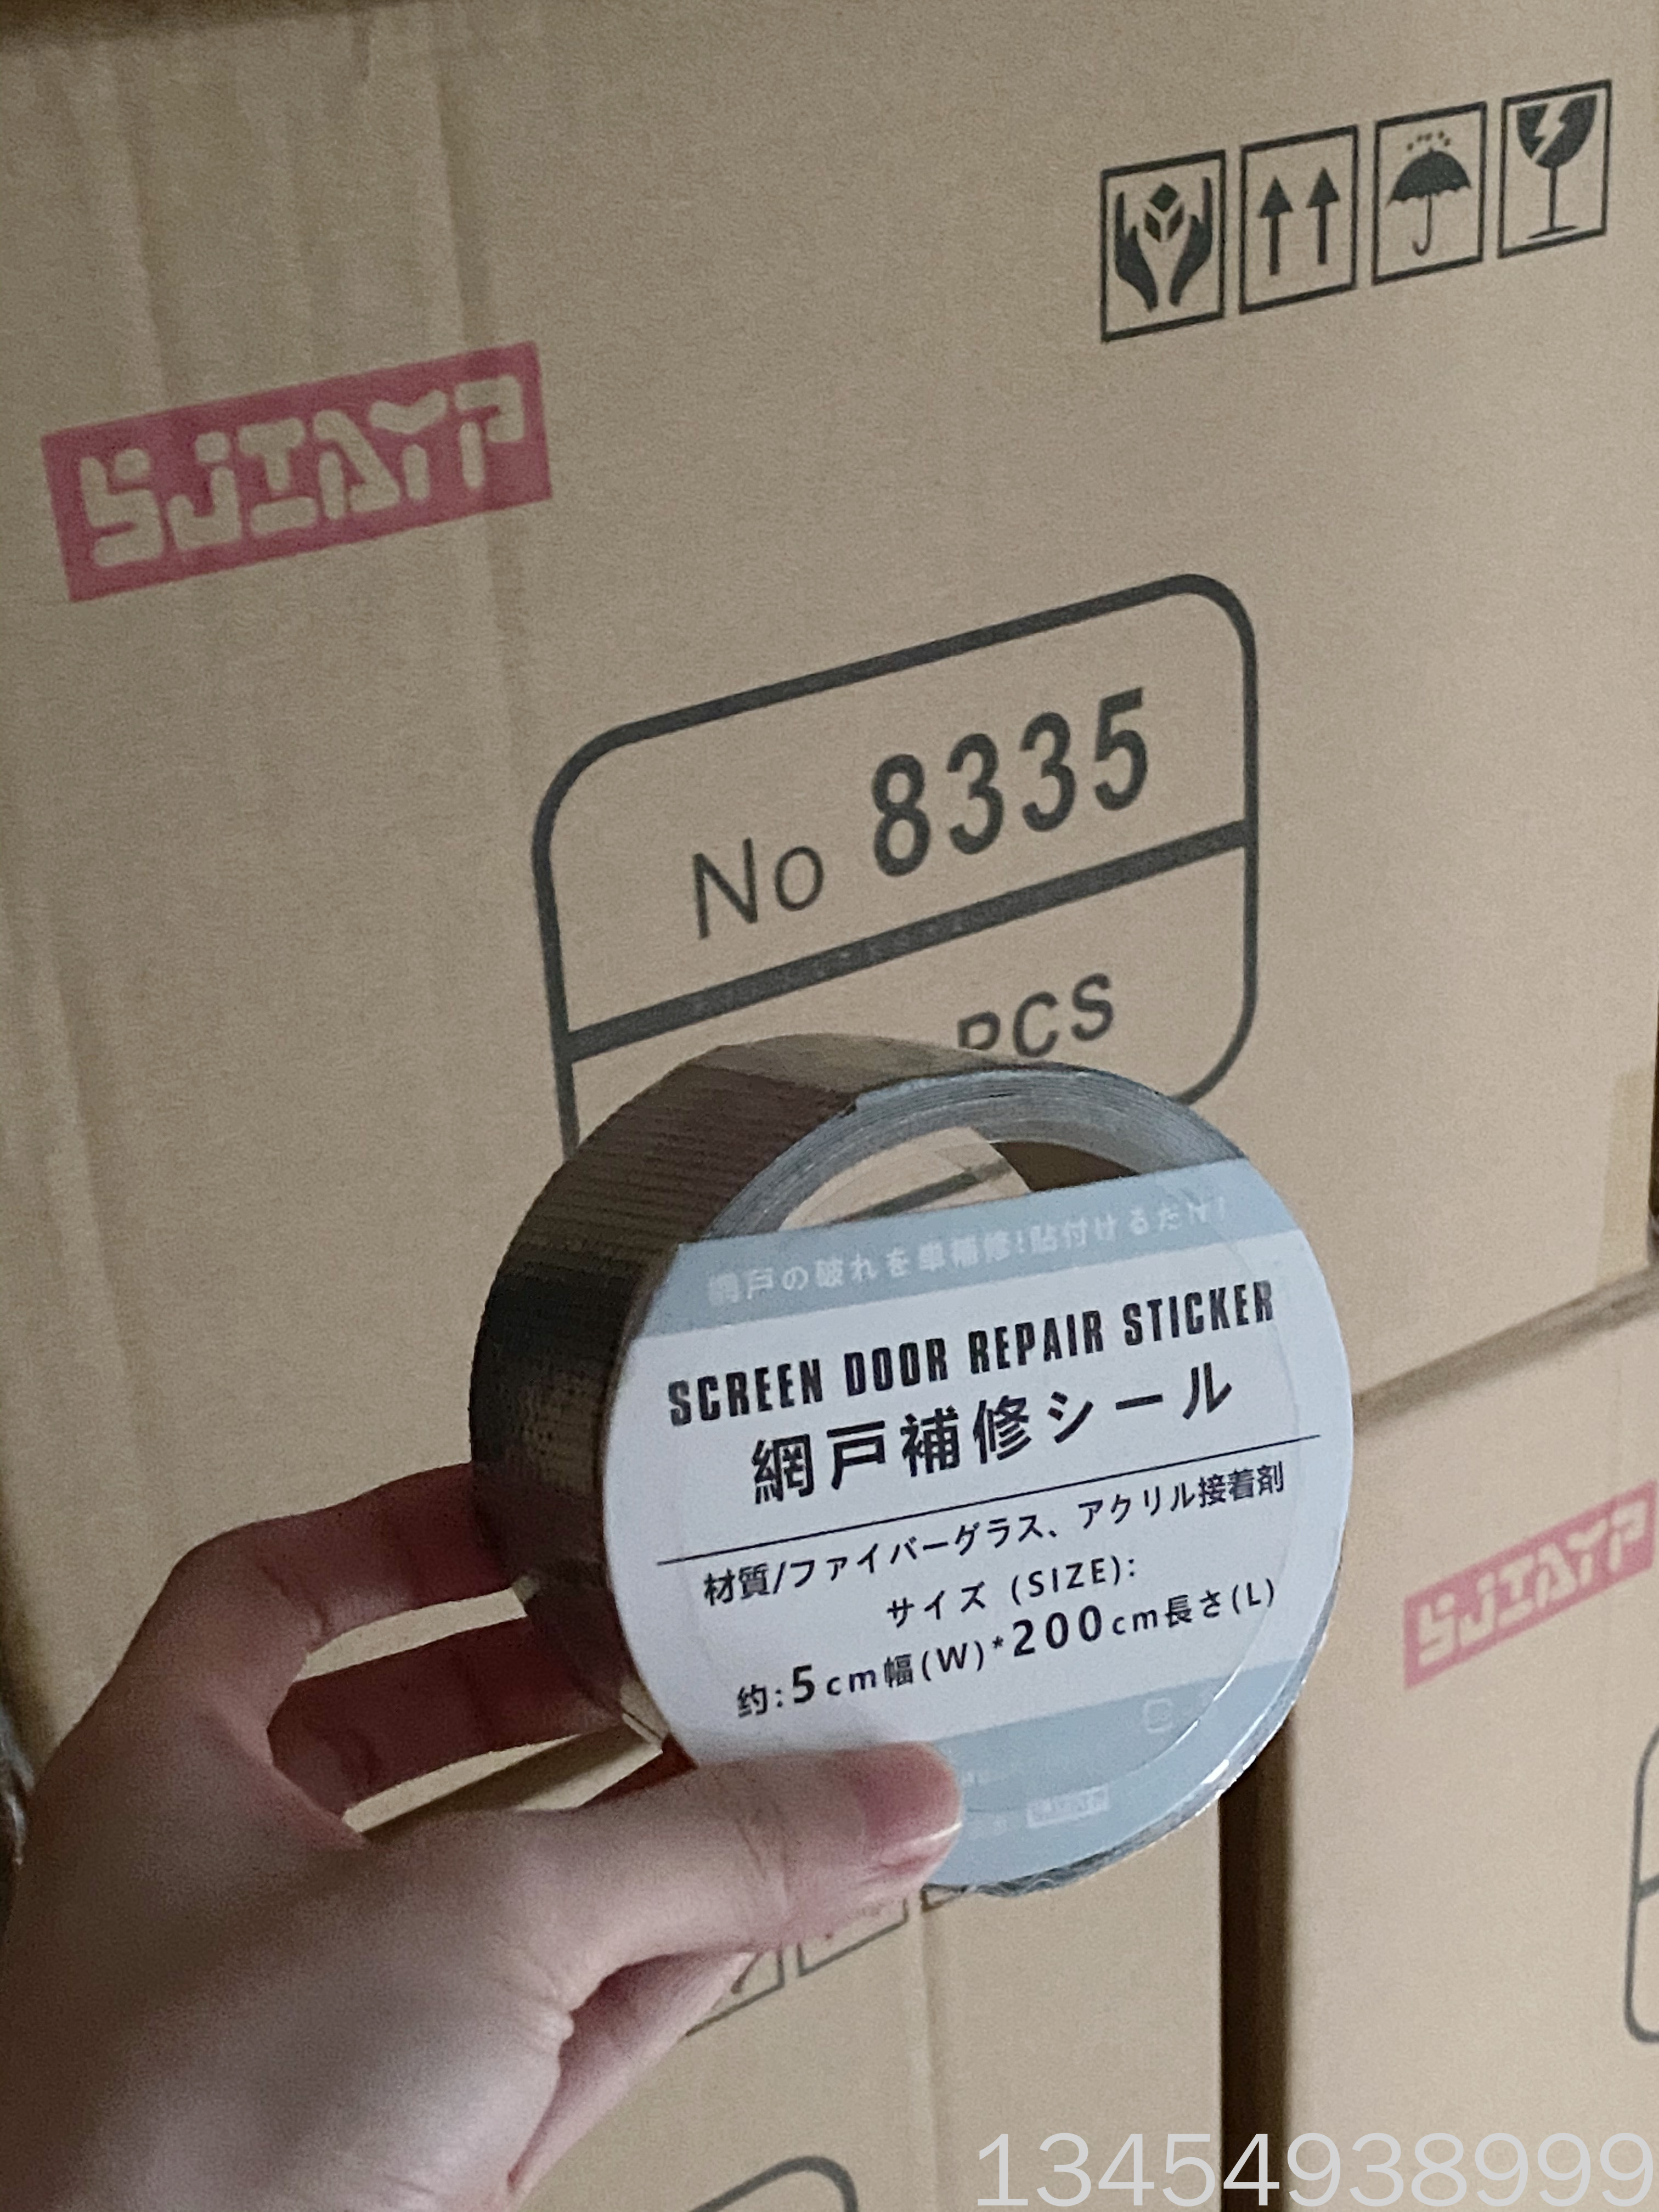 SJIAYP
No 8335
PCS
網戸の破れを単補修!貼付けるだけ!
SCREEN DOOR REPAIR STICKER
網戸補修シール
材質/ファイバーグラス、アクリル接着剤
サイズ (SIZE):
约:5cm幅(W)*200cm長さ(L)
SJIAYP
13454938999